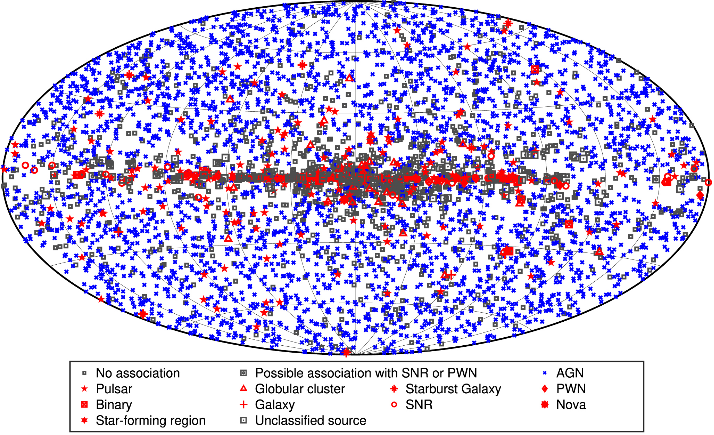 No association Possible association with SNR or PWN AGN
Pulsar Globular cluster Starburst Galaxy PWN
Binary Galaxy SNR Nova
Star-forming region Unclassified source